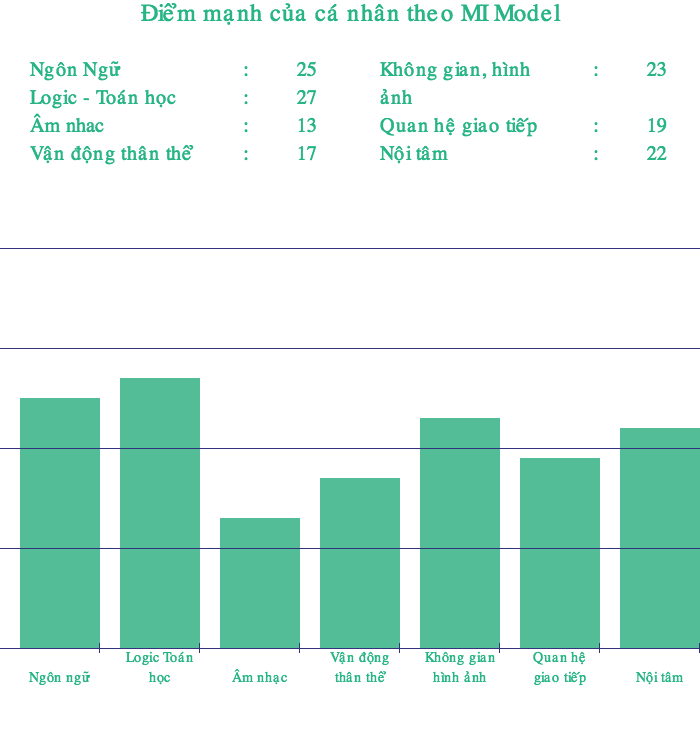 Điểm mạnh của cá nhân theo MI Model
Ngôn Ngữ : 25
Logic - Toán học : 27
Âm nhac : 13
Vận động thân thể : 17
Không gian, hình : 23
ảnh
Quan hệ giao tiếp : 19
Nội tâm : 22
Ngôn ngữ
Logic Toán
học
Âm nhạc
Vận động
thân thể
Không gian
hình ảnh
Quan hệ
giao tiếp
Nội tâm